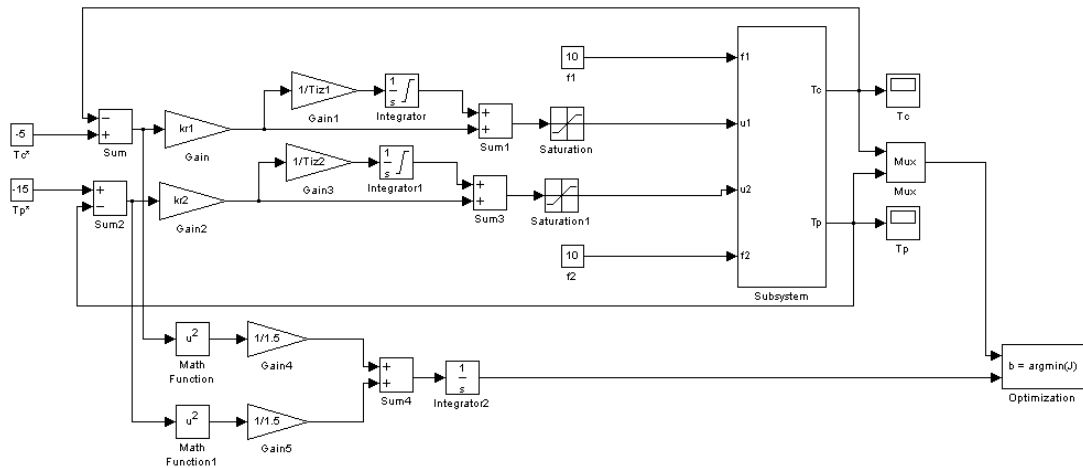 10
f1
f1
1/Tiz1
1
s
Gain1
Integrator
Tc
Tc
-5
Tc*
−
+
Sum
kr1
Gain
+
+
Sum1
Saturation
u1
1/Tiz2
1
s
Gain3
Integrator1
Mux
Mux
-15
Tp*
+
−
Sum2
kr2
Gain2
+
+
Sum3
Saturation1
u2
Tp
Tp
10
f2
f2
Subsystem
u²
Math
Function
1/1.5
Gain4
+
+
Sum4
1
s
Integrator2
b = argmin(J)
Optimization
u²
Math
Function1
1/1.5
Gain5